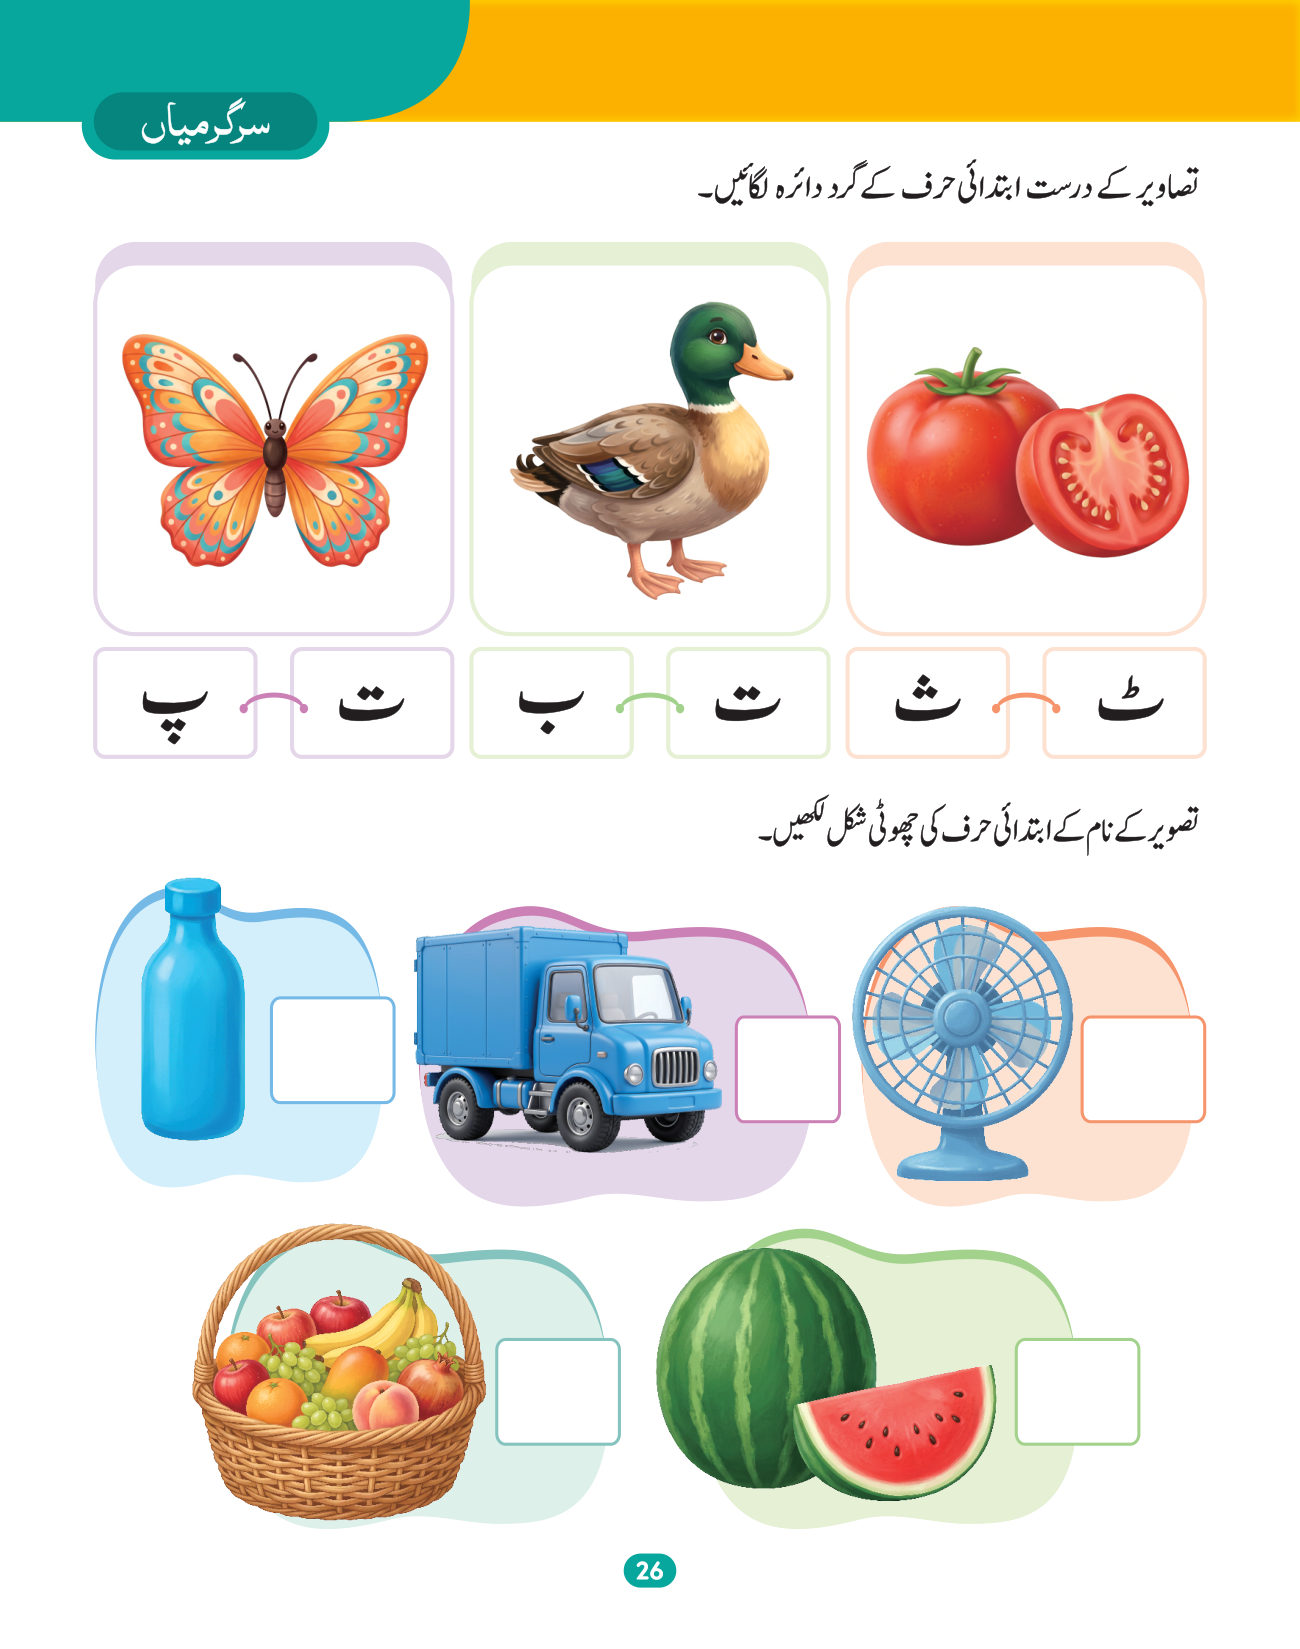 سرگرمیاں
تصاویر کے درست ابتدائی حرف کے گرد دائرہ لگائیں۔
ٹ ث ت ب ت پ
تصویر کے نام کے ابتدائی حرف کی چھوٹی شکل لکھیں۔
26